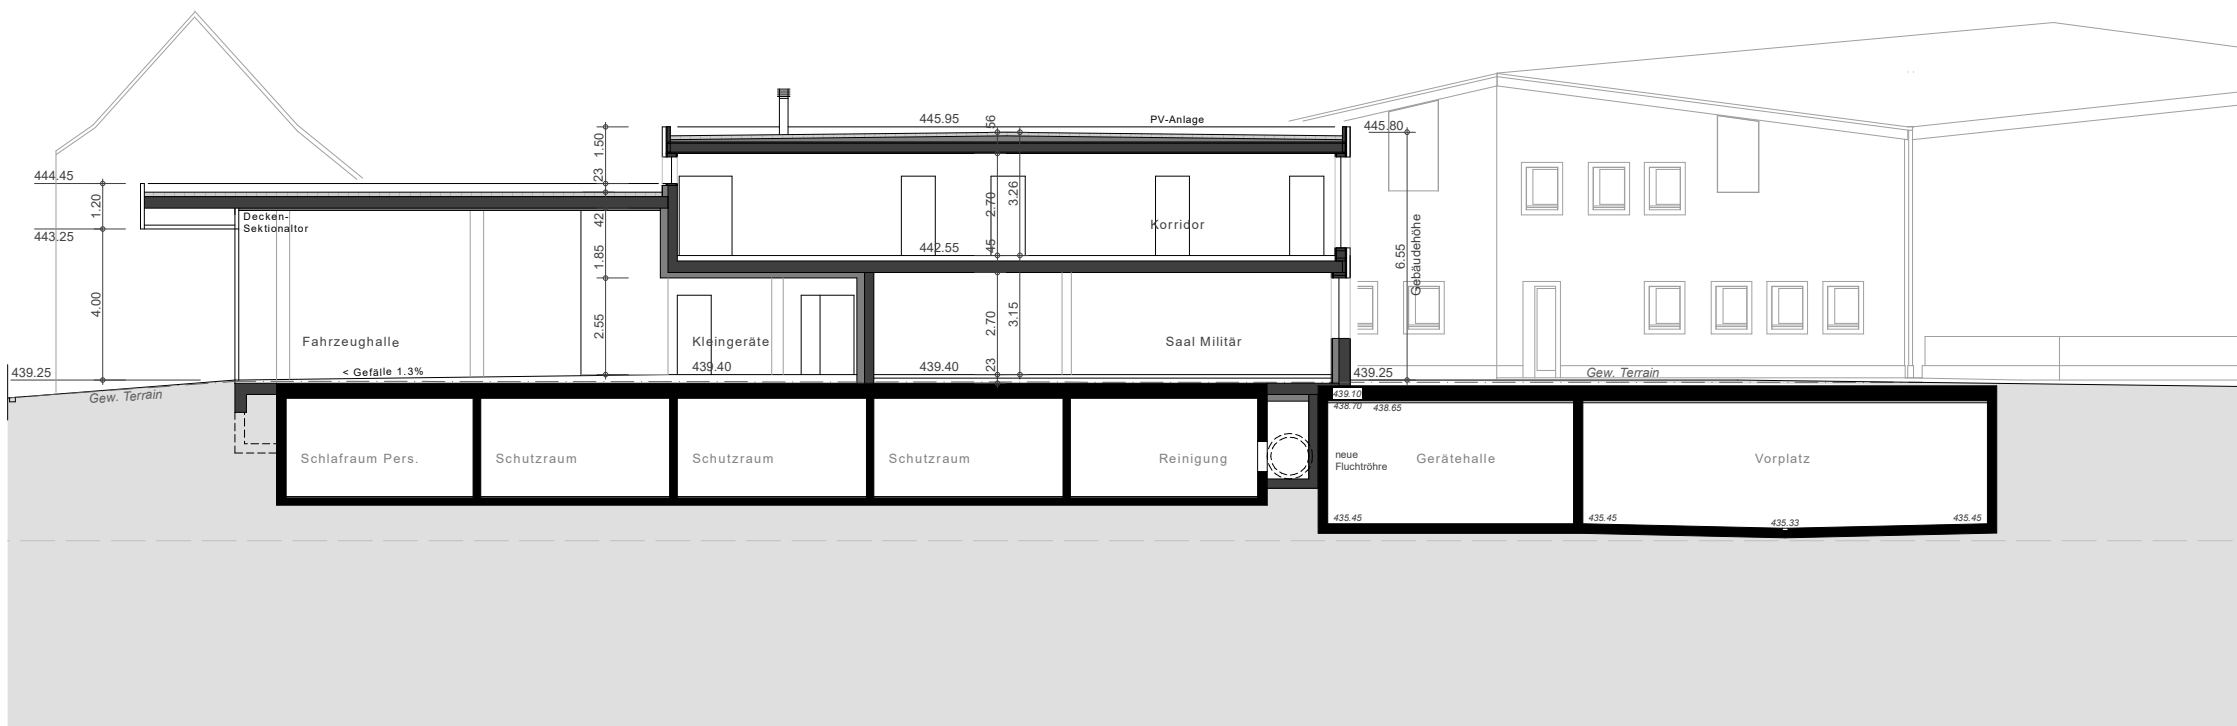 445.95
56
PV-Anlage
445.80
1.50
444.45
23
1.20
Decken-
Sektionaltor
443.25
42
2.70
3.26
Korridor
442.55
45
1.85
6.55
Gebäudehöhe
4.00
2.55
2.70
3.15
Fahrzeughalle
Kleingeräte
Saal Militär
439.25
< Gefälle 1.3%
439.40
439.40
23
439.25
Gew. Terrain
Gew. Terrain
439.10
438.70
438.65
Schlafraum Pers.
Schutzraum
Schutzraum
Schutzraum
Reinigung
neue
Fluchtröhre
Gerätehalle
Vorplatz
435.45
435.45
435.33
435.45